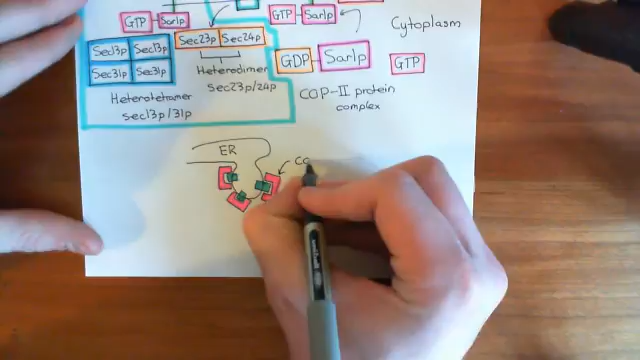 GTP Sar1p
GTP Sar1p
Cytoplasm
Sec13p Sec13p
Sec31p Sec31p
Sec23p Sec24p
Heterodimer
sec23p/24p
Heterotetramer
sec13p/31p
GDP Sar1p
GTP
COP-II protein
complex
ER
CO